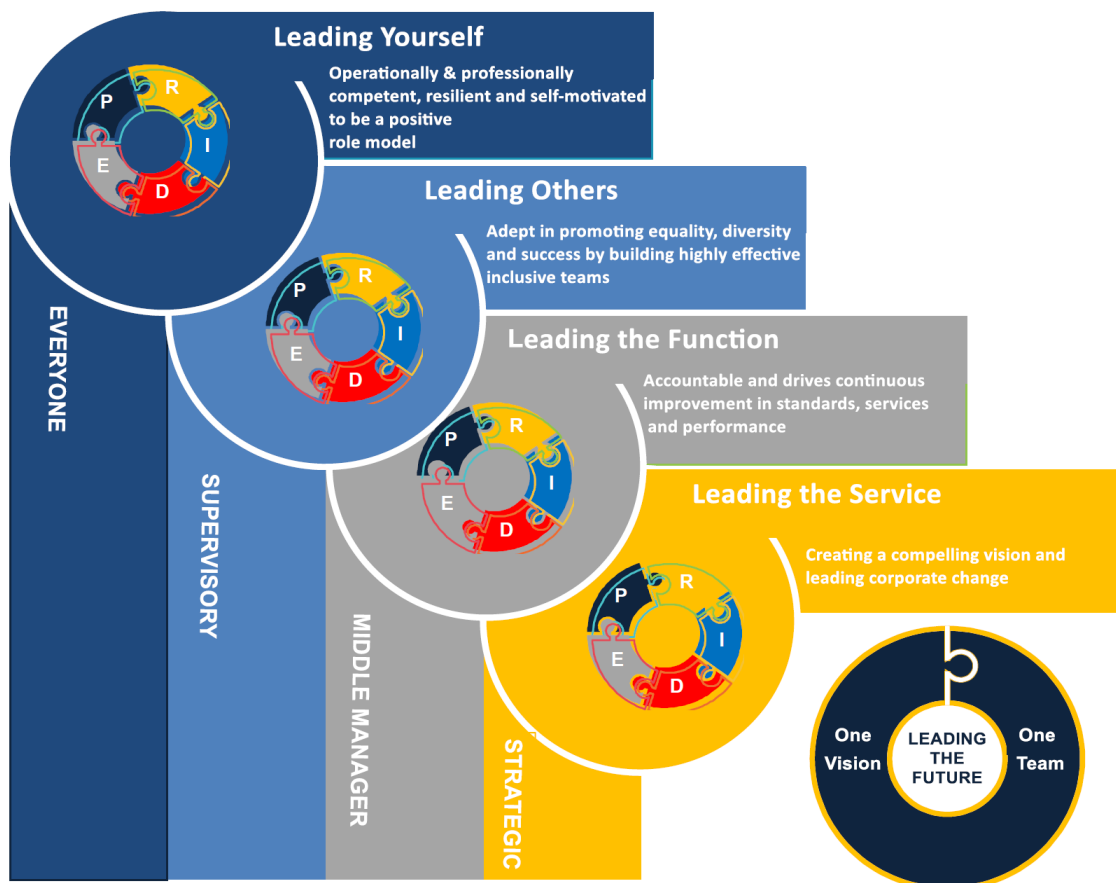 Leading Yourself
Operationally & professionally
competent, resilient and self-motivated
to be a positive
role model
P
R
I
D
E
EVERYONE
Leading Others
Adept in promoting equality, diversity
and success by building highly effective
inclusive teams
P
R
I
D
E
SUPERVISORY
Leading the Function
Accountable and drives continuous
improvement in standards, services
and performance
P
R
I
D
E
MIDDLE MANAGER
Leading the Service
Creating a compelling vision and
leading corporate change
P
R
I
D
E
STRATEGIC
One
Vision
LEADING
THE
FUTURE
One
Team